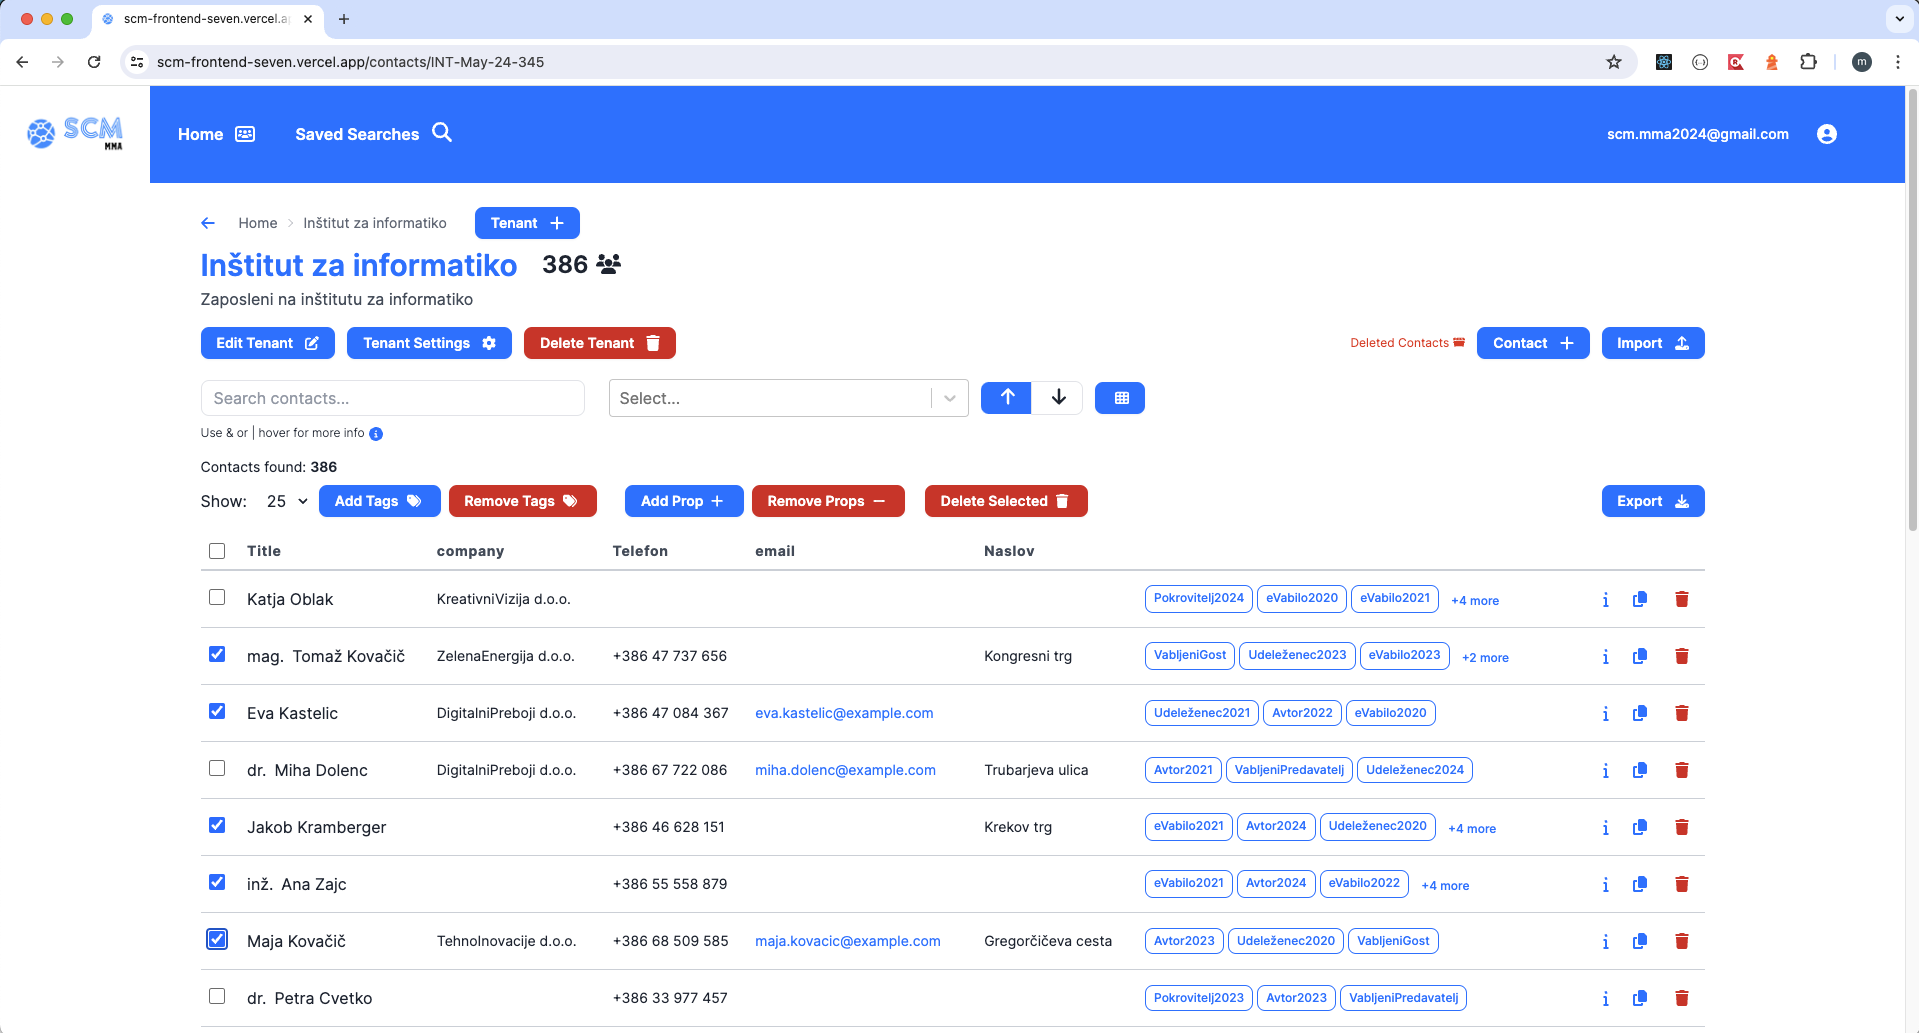 scm-frontend-seven.vercel.a
scm-frontend-seven.vercel.app/contacts/INT-May-24-345
m
SCM
MMA
Home
Saved Searches
scm.mma2024@gmail.com
Home > Inštitut za informatiko
Tenant +
Inštitut za informatiko 386
Zaposleni na inštitutu za informatiko
Edit Tenant
Tenant Settings
Delete Tenant
Deleted Contacts
Contact +
Import
Search contacts...
Select...
Use & or | hover for more info
Contacts found: 386
Show: 25
Add Tags
Remove Tags
Add Prop +
Remove Props −
Delete Selected
Export
Title company Telefon email Naslov
Katja Oblak KreativniVizija d.o.o. Pokrovitelj2024 eVabilo2020 eVabilo2021 +4 more
mag. Tomaž Kovačič ZelenaEnergija d.o.o. +386 47 737 656 Kongresni trg VabljeniGost Udeleženec2023 eVabilo2023 +2 more
Eva Kastelic DigitalniPreboji d.o.o. +386 47 084 367 eva.kastelic@example.com Udeleženec2021 Avtor2022 eVabilo2020
dr. Miha Dolenc DigitalniPreboji d.o.o. +386 67 722 086 miha.dolenc@example.com Trubarjeva ulica Avtor2021 VabljeniPredavatelj Udeleženec2024
Jakob Kramberger +386 46 628 151 Krekov trg eVabilo2021 Avtor2024 Udeleženec2020 +4 more
inž. Ana Zajc +386 55 558 879 eVabilo2021 Avtor2024 eVabilo2022 +4 more
Maja Kovačič TehnoInovacije d.o.o. +386 68 509 585 maja.kovacic@example.com Gregorčičeva cesta Avtor2023 Udeleženec2020 VabljeniGost
dr. Petra Cvetko +386 33 977 457 Pokrovitelj2023 Avtor2023 VabljeniPredavatelj